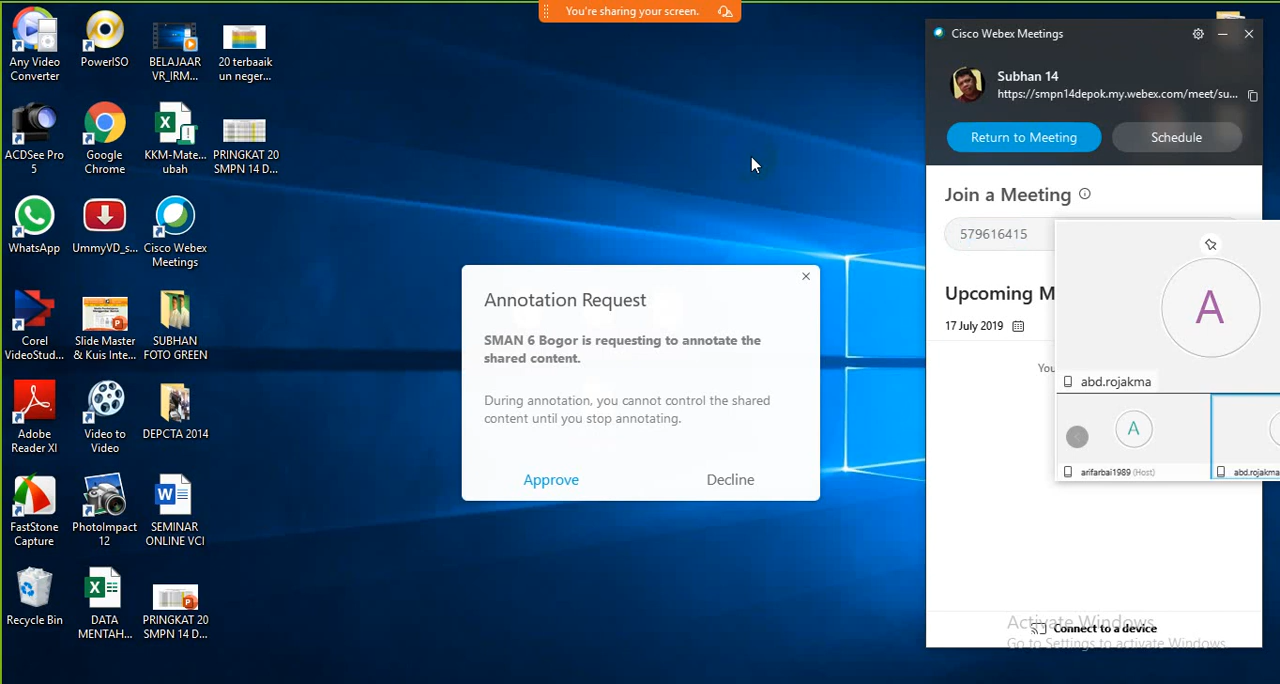 You're sharing your screen.
Any Video
Converter
PowerISO
BELAJAAR
VR_IRM...
20 terbaaik
un neger...
ACDSee Pro
5
Google
Chrome
KKM-Mate...
ubah
PRINGKAT 20
SMPN 14 D...
WhatsApp
UmmyVD_s...
Cisco Webex
Meetings
Corel
VideoStud...
Slide Master
& Kuis Inte...
SUBHAN
FOTO GREEN
Adobe
Reader XI
Video to
Video
DEPCTA 2014
FastStone
Capture
PhotoImpact
12
SEMINAR
ONLINE VCI
Recycle Bin
DATA
MENTAH...
PRINGKAT 20
SMPN 14 D...
Annotation Request
SMAN 6 Bogor is requesting to annotate the
shared content.
During annotation, you cannot control the shared
content until you stop annotating.
Approve
Decline
Cisco Webex Meetings
Subhan 14
https://smpn14depok.my.webex.com/meet/su...
Return to Meeting
Schedule
Join a Meeting
579616415
Upcoming M
17 July 2019
You
A
abd.rojakma
A
arifarbai1989 (Host)
abd.rojakma
Activate Windows
Connect to a device
Go to Settings to activate Windows.